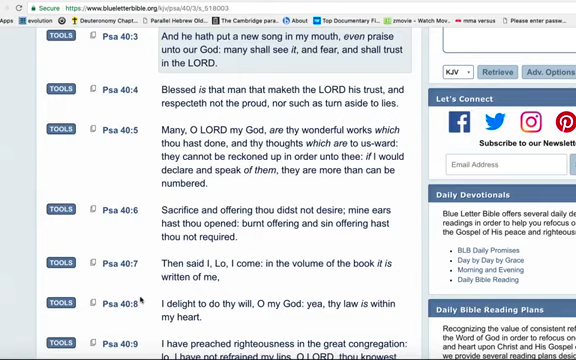 Secure
https://www.blueletterbible.org/kjv/psa/40/3/s_518003
Apps
evolution
Deuteronomy Chapt...
Parallel Hebrew Old T...
The Cambridge para...
About — Top Documentary Fi...
zmovie - Watch Mov...
mma versus
Please enter passw...
TOOLS
Psa 40:3
And he hath put a new song in my mouth, even praise
unto our God: many shall see it, and fear, and shall trust
in the LORD.
TOOLS
Psa 40:4
Blessed is that man that maketh the LORD his trust, and
respecteth not the proud, nor such as turn aside to lies.
TOOLS
Psa 40:5
Many, O LORD my God, are thy wonderful works which
thou hast done, and thy thoughts which are to us-ward:
they cannot be reckoned up in order unto thee: if I would
declare and speak of them, they are more than can be
numbered.
TOOLS
Psa 40:6
Sacrifice and offering thou didst not desire; mine ears
hast thou opened: burnt offering and sin offering hast
thou not required.
TOOLS
Psa 40:7
Then said I, Lo, I come: in the volume of the book it is
written of me,
TOOLS
Psa 40:8
I delight to do thy will, O my God: yea, thy law is within
my heart.
TOOLS
Psa 40:9
I have preached righteousness in the great congregation:
lo, I have not refrained my lips, O LORD, thou knowest.
KJV
Retrieve
Adv. Options
Let's Connect
Subscribe to our Newslette
Email Address
Daily Devotionals
Blue Letter Bible offers several daily de
readings in order to help you refocus o
the Gospel of His peace and righteousn
BLB Daily Promises
Day by Day by Grace
Morning and Evening
Daily Bible Reading
Daily Bible Reading Plans
Recognizing the value of consistent ref
the Word of God in order to refocus one
and heart upon Christ and His Gospel
we provide several reading plans design